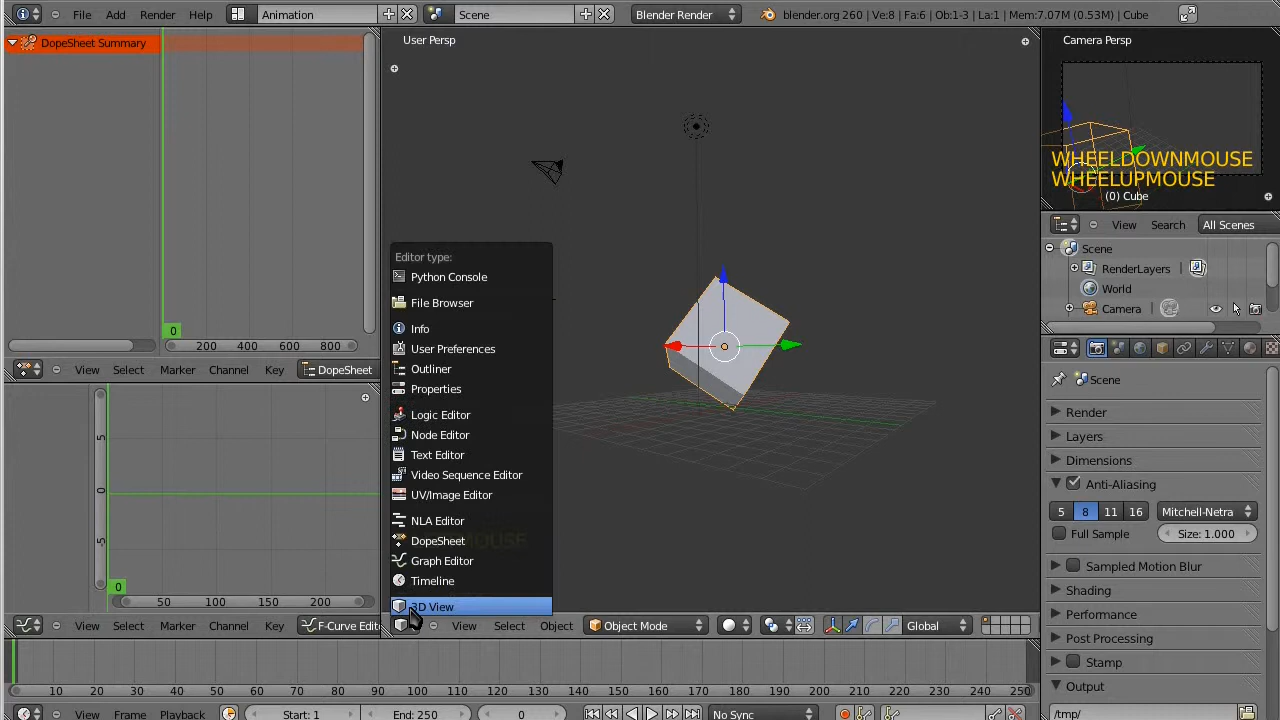 File Add Render Help Animation Scene Blender Render blender.org 260 | Ve:8 | Fa:6 | Ob:1-3 | La:1 | Mem:7.07M (0.53M) | Cube
DopeSheet Summary
0
200 400 600 800
View Select Marker Channel Key DopeSheet
5
0
-5
0
50 100 150 200
View Select Marker Channel Key F-Curve Edit
User Persp
Editor type:
Python Console
File Browser
Info
User Preferences
Outliner
Properties
Logic Editor
Node Editor
Text Editor
Video Sequence Editor
UV/Image Editor
NLA Editor
DopeSheet
Graph Editor
Timeline
3D View
View Select Object Object Mode Global
Camera Persp
WHEELDOWNMOUSE
WHEELUPMOUSE
(0) Cube
View Search All Scenes
Scene
RenderLayers
World
Camera
Scene
Render
Layers
Dimensions
Anti-Aliasing
5 8 11 16 Mitchell-Netra
Full Sample Size: 1.000
Sampled Motion Blur
Shading
Performance
Post Processing
Stamp
Output
/tmp/
10 20 30 40 50 60 70 80 90 100 110 120 130 140 150 160 170 180 190 200 210 220 230 240 250
View Frame Playback Start: 1 End: 250 0 No Sync